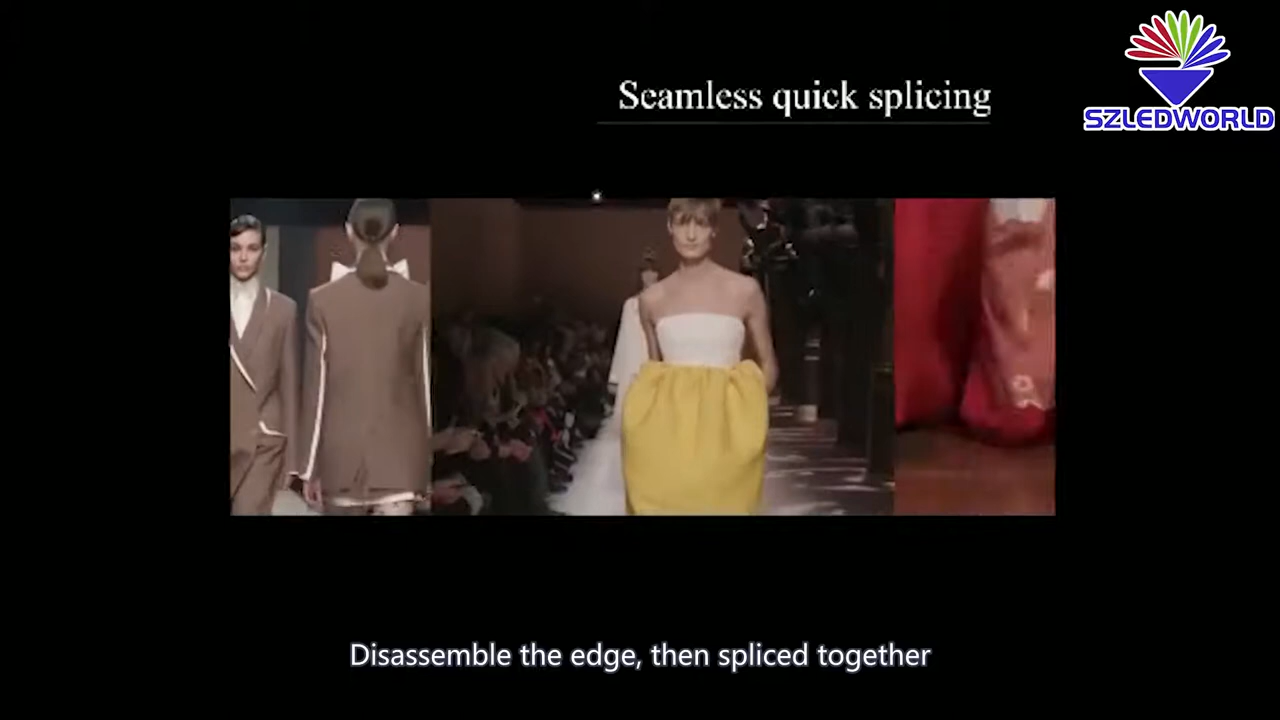 Seamless quick splicing
SZLEDWORLD
Disassemble the edge, then spliced together